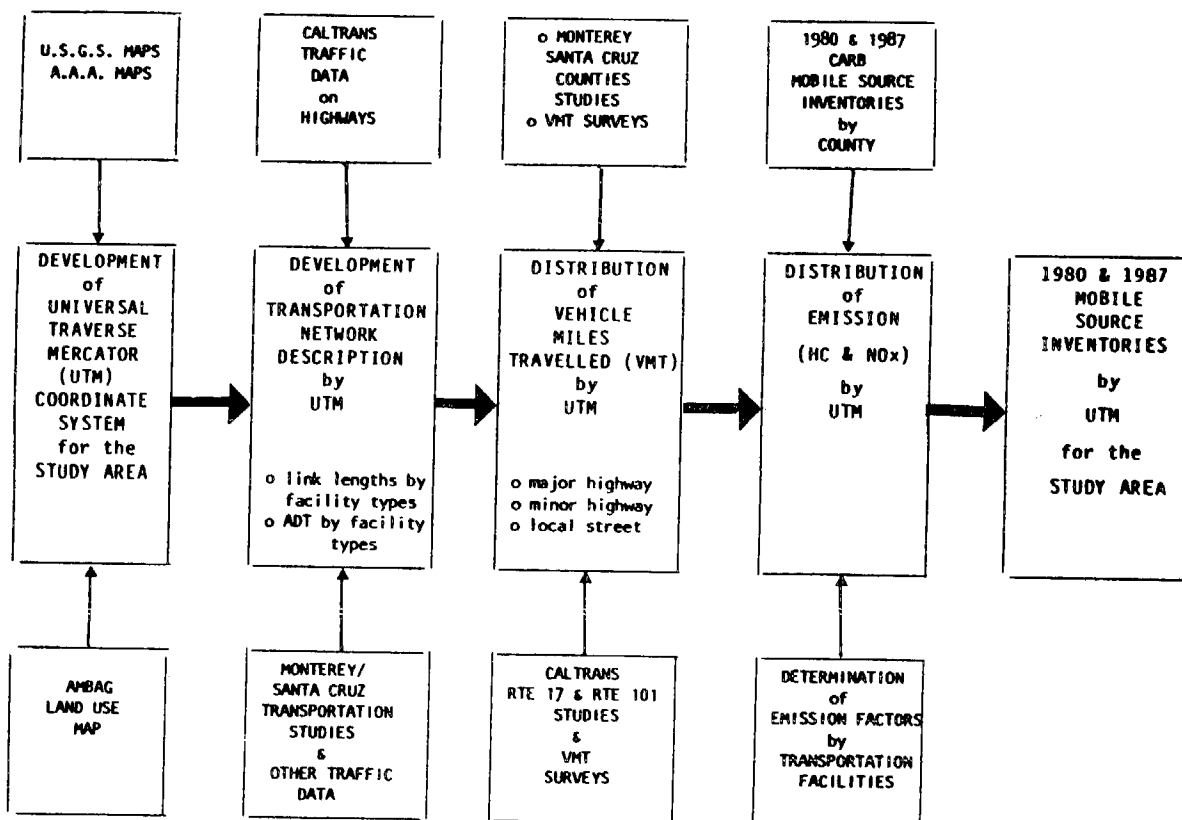 U.S.G.S. MAPS
A.A.A. MAPS
CALTRANS
TRAFFIC
DATA
on
HIGHWAYS
o MONTEREY
SANTA CRUZ
COUNTIES
STUDIES
o VMT SURVEYS
1980 & 1987
CARB
MOBILE SOURCE
INVENTORIES
by
COUNTY
DEVELOPMENT
of
UNIVERSAL
TRAVERSE
MERCATOR
(UTM)
COORDINATE
SYSTEM
for the
STUDY AREA
DEVELOPMENT
of
TRANSPORTATION
NETWORK
DESCRIPTION
by
UTM
o link lengths by
facility types
o ADT by facility
types
DISTRIBUTION
of
VEHICLE
MILES
TRAVELLED (VMT)
by
UTM
o major highway
o minor highway
o local street
DISTRIBUTION
of
EMISSION
(HC & NOx)
by
UTM
1980 & 1987
MOBILE
SOURCE
INVENTORIES
by
UTM
for the
STUDY AREA
AMBAG
LAND USE
MAP
MONTEREY/
SANTA CRUZ
TRANSPORTATION
STUDIES
&
OTHER TRAFFIC
DATA
CALTRANS
RTE 17 & RTE 101
STUDIES
&
VMT
SURVEYS
DETERMINATION
of
EMISSION FACTORS
by
TRANSPORTATION
FACILITIES